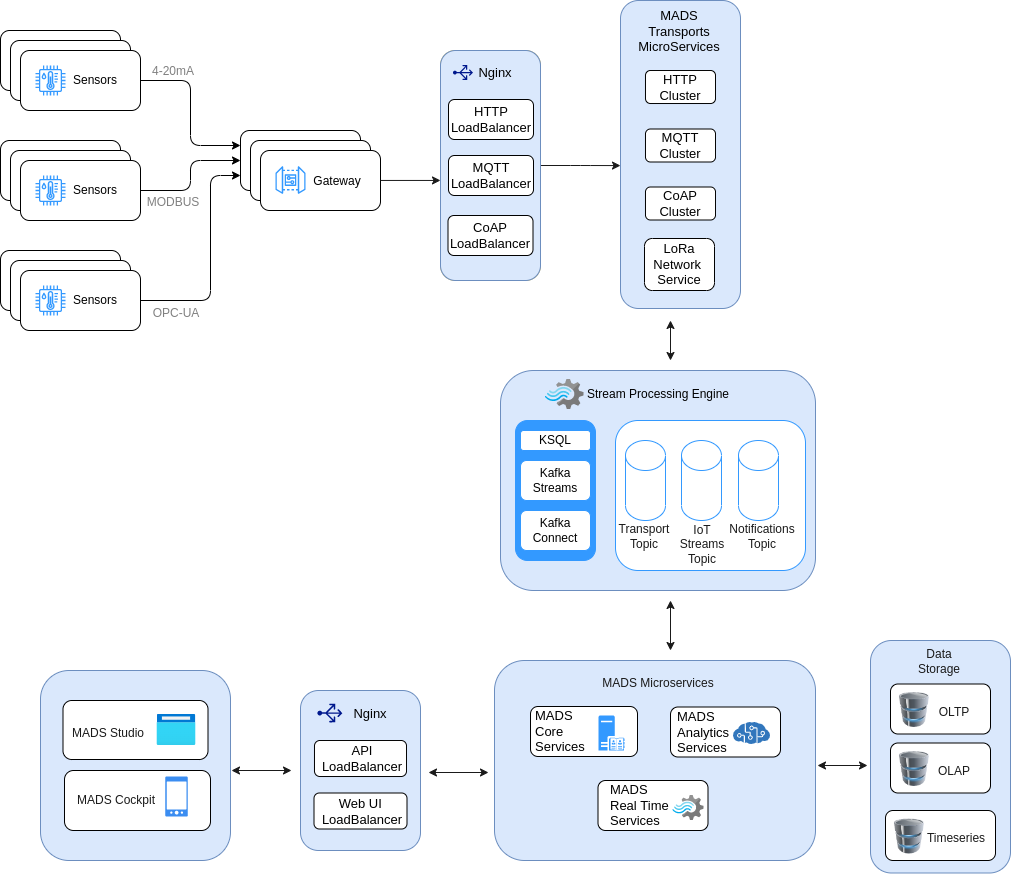 Sensors
4-20mA
Sensors
MODBUS
Sensors
OPC-UA
Gateway
Nginx
HTTP
LoadBalancer
MQTT
LoadBalancer
CoAP
LoadBalancer
MADS
Transports
MicroServices
HTTP
Cluster
MQTT
Cluster
CoAP
Cluster
LoRa
Network
Service
Stream Processing Engine
KSQL
Kafka
Streams
Kafka
Connect
Transport
Topic
IoT
Streams
Topic
Notifications
Topic
MADS Studio
MADS Cockpit
Nginx
API
LoadBalancer
Web UI
LoadBalancer
MADS Microservices
MADS
Core
Services
MADS
Analytics
Services
MADS
Real Time
Services
Data
Storage
OLTP
OLAP
Timeseries